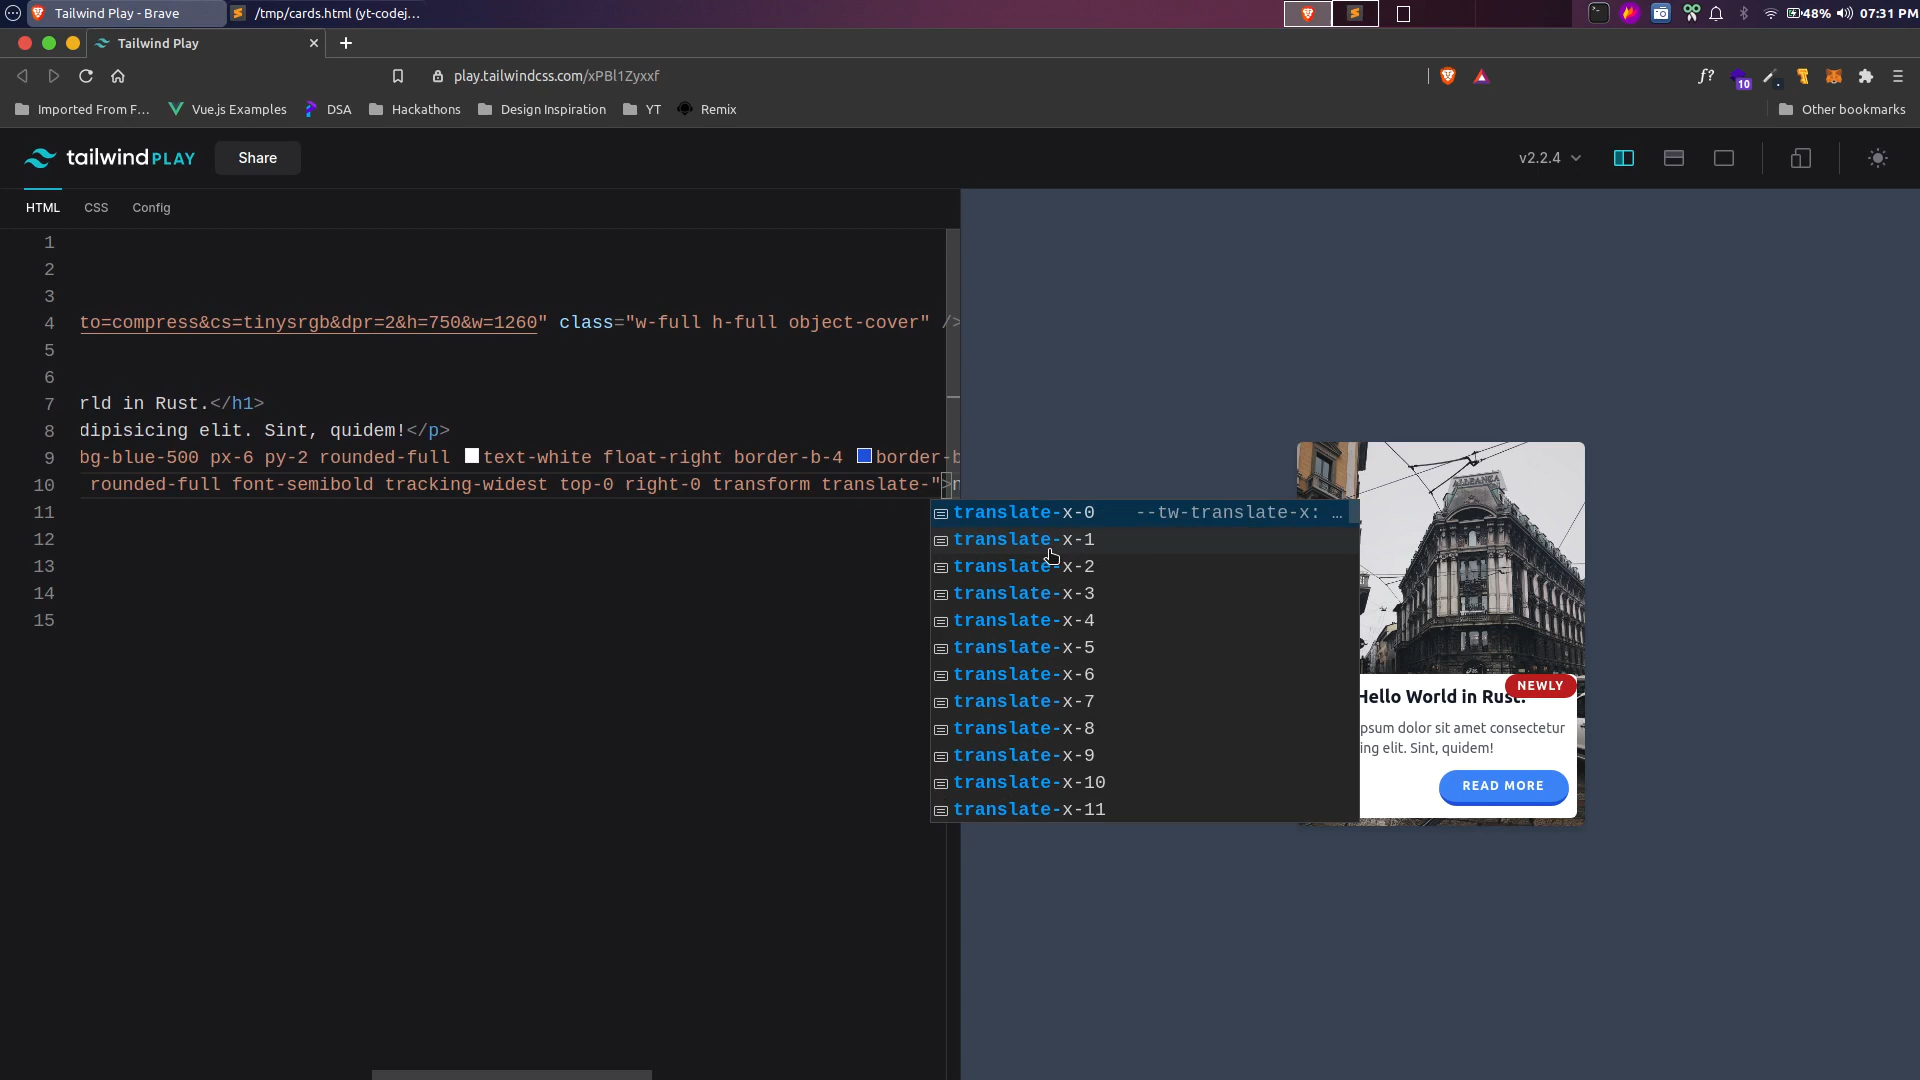 Tailwind Play - Brave
/tmp/cards.html (yt-codej...
48%
07:31 PM
Tailwind Play
play.tailwindcss.com/xPBl1Zyxxf
f?
10
Imported From F...
Vue.js Examples
DSA
Hackathons
Design Inspiration
YT
Remix
Other bookmarks
tailwind PLAY
Share
v2.2.4
HTML
CSS
Config
1
2
3
4 to=compress&cs=tinysrgb&dpr=2&h=750&w=1260" class="w-full h-full object-cover" />
5
6
7 rld in Rust.</h1>
8 dipisicing elit. Sint, quidem!</p>
9 bg-blue-500 px-6 py-2 rounded-full text-white float-right border-b-4 border-b
10 rounded-full font-semibold tracking-widest top-0 right-0 transform translate-">n
11
12
13
14
15
translate-x-0 --tw-translate-x: …
translate-x-1
translate-x-2
translate-x-3
translate-x-4
translate-x-5
translate-x-6
translate-x-7
translate-x-8
translate-x-9
translate-x-10
translate-x-11
ALLEANZA
NEWLY
Hello World in Rust.
psum dolor sit amet consectetur
ing elit. Sint, quidem!
READ MORE